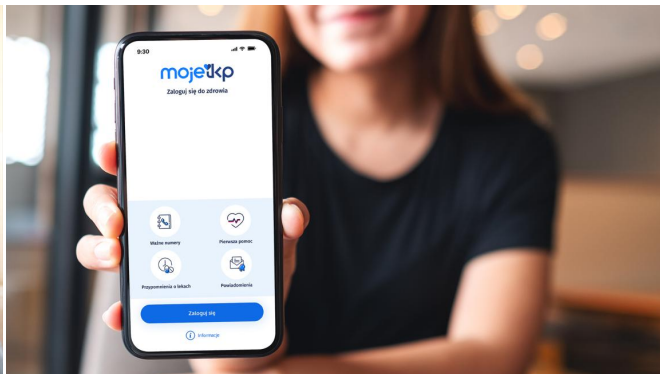 9:30
mojeikp
Zaloguj się do zdrowia
Ważne numery
Pierwsza pomoc
Przypomnienia o lekach
Powiadomienia
Zaloguj się
Informacje